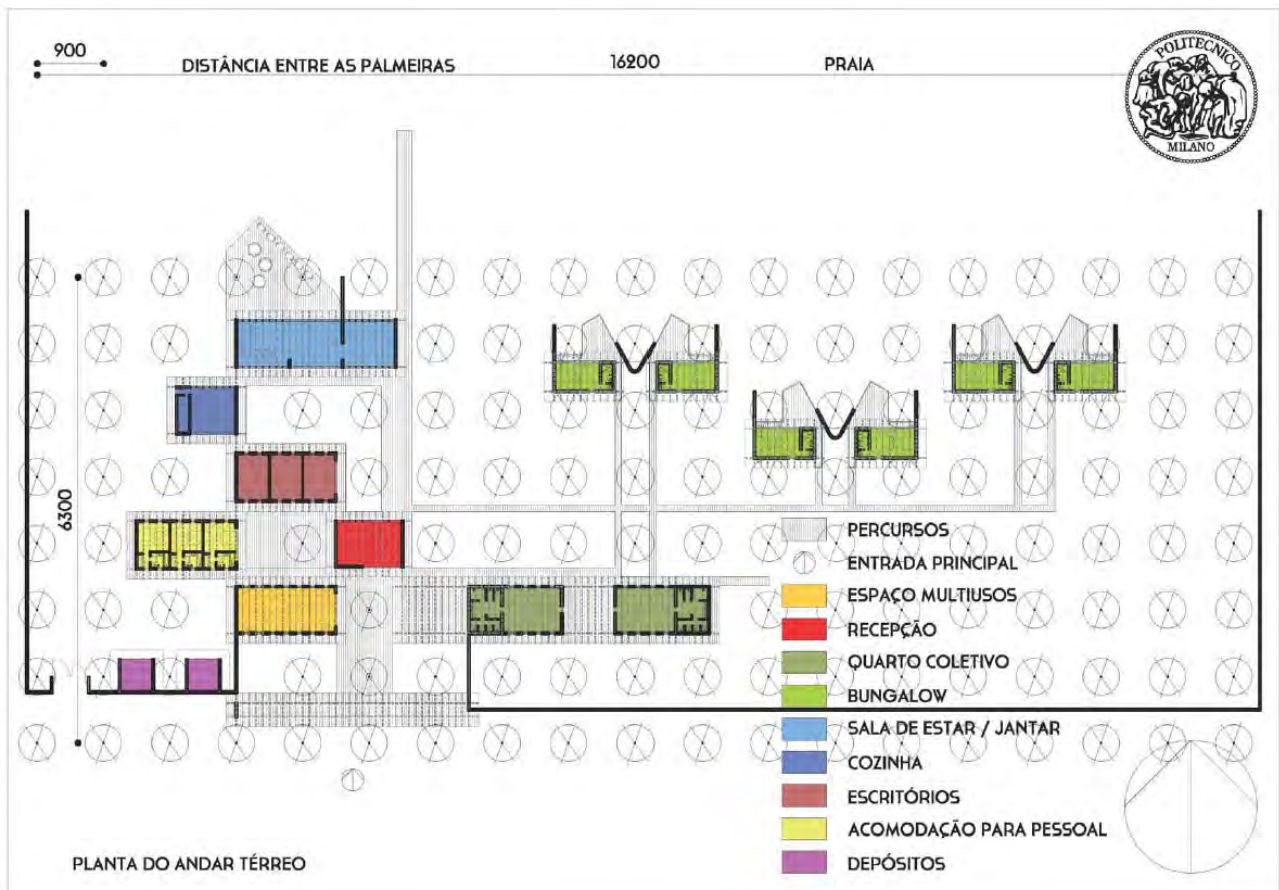 900
DISTÂNCIA ENTRE AS PALMEIRAS
16200
PRAIA
POLITECNICO
MILANO
6300
PERCURSOS
ENTRADA PRINCIPAL
ESPAÇO MULTIUSOS
RECEPÇÃO
QUARTO COLETIVO
BUNGALOW
SALA DE ESTAR / JANTAR
COZINHA
ESCRITÓRIOS
ACOMODAÇÃO PARA PESSOAL
DEPÓSITOS
PLANTA DO ANDAR TÉRREO